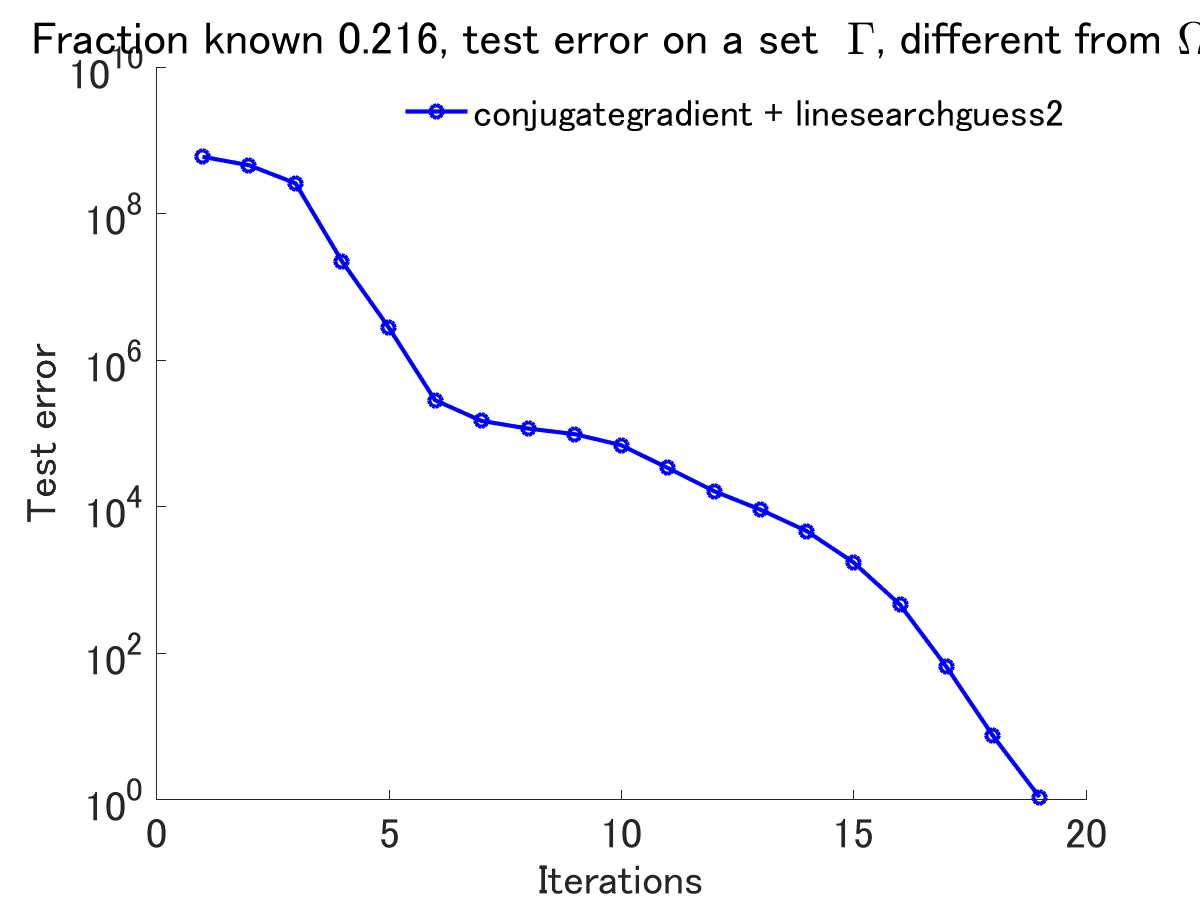 Fraction known 0.216, test error on a set Γ, different from Ω
10^10
conjugategradient + linesearchguess2
10^8
10^6
10^4
10^2
10^0
Test error
0 5 10 15 20
Iterations